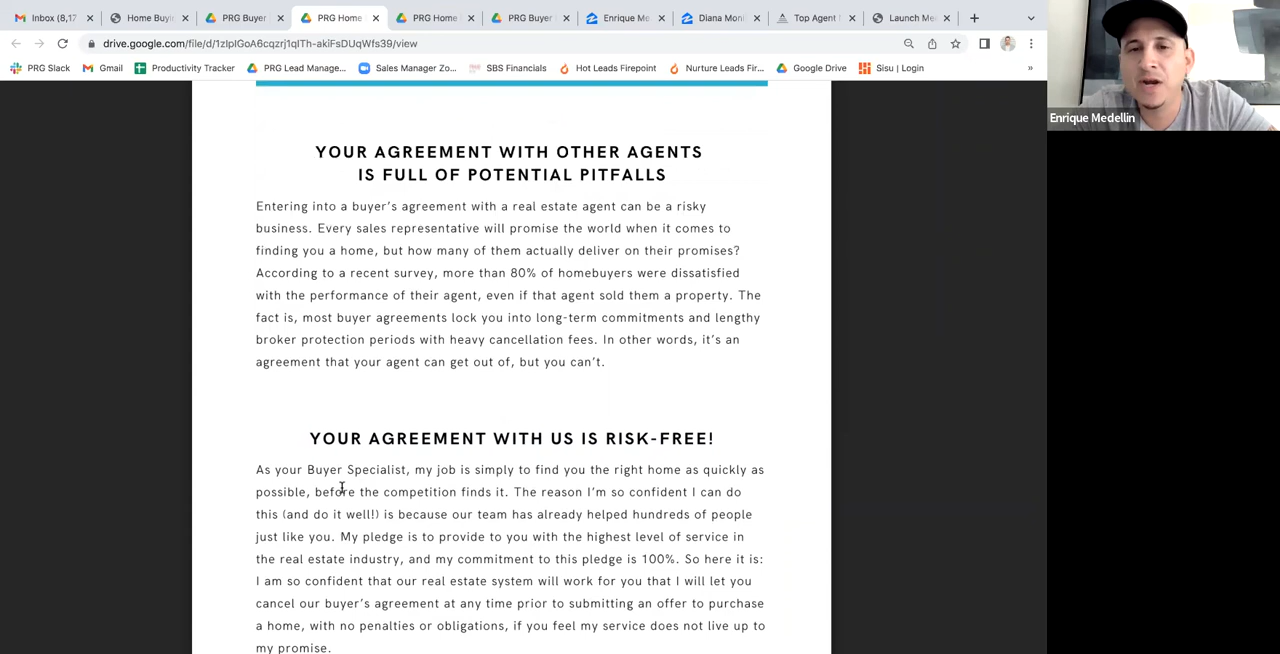 Inbox (8,17
Home Buyi
PRG Buyer
PRG Home
PRG Home
PRG Buyer
Enrique Me
Diana Moni
Top Agent
Launch Me
drive.google.com/file/d/1zIpIGoA6cqzrj1qITh-akiFsDUqWfs39/view
PRG Slack
Gmail
Productivity Tracker
PRG Lead Manage...
Sales Manager Zo...
SBS Financials
Hot Leads Firepoint
Nurture Leads Fir...
Google Drive
Sisu | Login
»
Enrique Medellin
YOUR AGREEMENT WITH OTHER AGENTS
IS FULL OF POTENTIAL PITFALLS
Entering into a buyer's agreement with a real estate agent can be a risky
business. Every sales representative will promise the world when it comes to
finding you a home, but how many of them actually deliver on their promises?
According to a recent survey, more than 80% of homebuyers were dissatisfied
with the performance of their agent, even if that agent sold them a property. The
fact is, most buyer agreements lock you into long-term commitments and lengthy
broker protection periods with heavy cancellation fees. In other words, it's an
agreement that your agent can get out of, but you can't.
YOUR AGREEMENT WITH US IS RISK-FREE!
As your Buyer Specialist, my job is simply to find you the right home as quickly as
possible, before the competition finds it. The reason I'm so confident I can do
this (and do it well!) is because our team has already helped hundreds of people
just like you. My pledge is to provide to you with the highest level of service in
the real estate industry, and my commitment to this pledge is 100%. So here it is:
I am so confident that our real estate system will work for you that I will let you
cancel our buyer's agreement at any time prior to submitting an offer to purchase
a home, with no penalties or obligations, if you feel my service does not live up to
my promise.